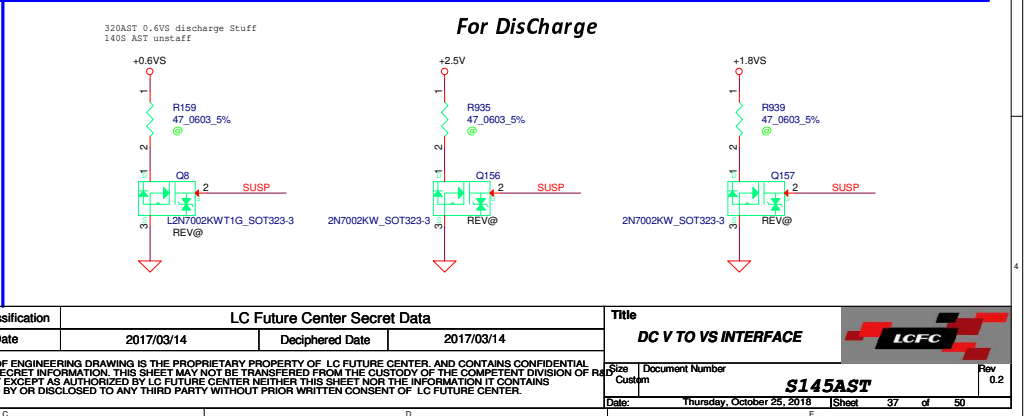 320AST 0.6VS discharge Stuff
140S AST unstaff
For DisCharge
+0.6VS
+2.5V
+1.8VS
1
1
1
R159
47_0603_5%
@
R935
47_0603_5%
@
R939
47_0603_5%
@
2
2
2
1
Q8
2
SUSP
1
Q156
2
SUSP
1
Q157
2
SUSP
3
L2N7002KWT1G_SOT323-3
REV@
2N7002KW_SOT323-3
3
REV@
2N7002KW_SOT323-3
3
REV@
4
ssification
LC Future Center Secret Data
Title
ate
2017/03/14
Deciphered Date
2017/03/14
DC V TO VS INTERFACE
LCFC
OF ENGINEERING DRAWING IS THE PROPRIETARY PROPERTY OF LC FUTURE CENTER. AND CONTAINS CONFIDENTIAL
SECRET INFORMATION. THIS SHEET MAY NOT BE TRANSFERED FROM THE CUSTODY OF THE COMPETENT DIVISION OF R&D
EXCEPT AS AUTHORIZED BY LC FUTURE CENTER NEITHER THIS SHEET NOR THE INFORMATION IT CONTAINS
BY OR DISCLOSED TO ANY THIRD PARTY WITHOUT PRIOR WRITTEN CONSENT OF LC FUTURE CENTER.
Size
Document Number
Rev
Custom
S145AST
0.2
Date:
Thursday, October 25, 2018
Sheet
37
of
50
D
E